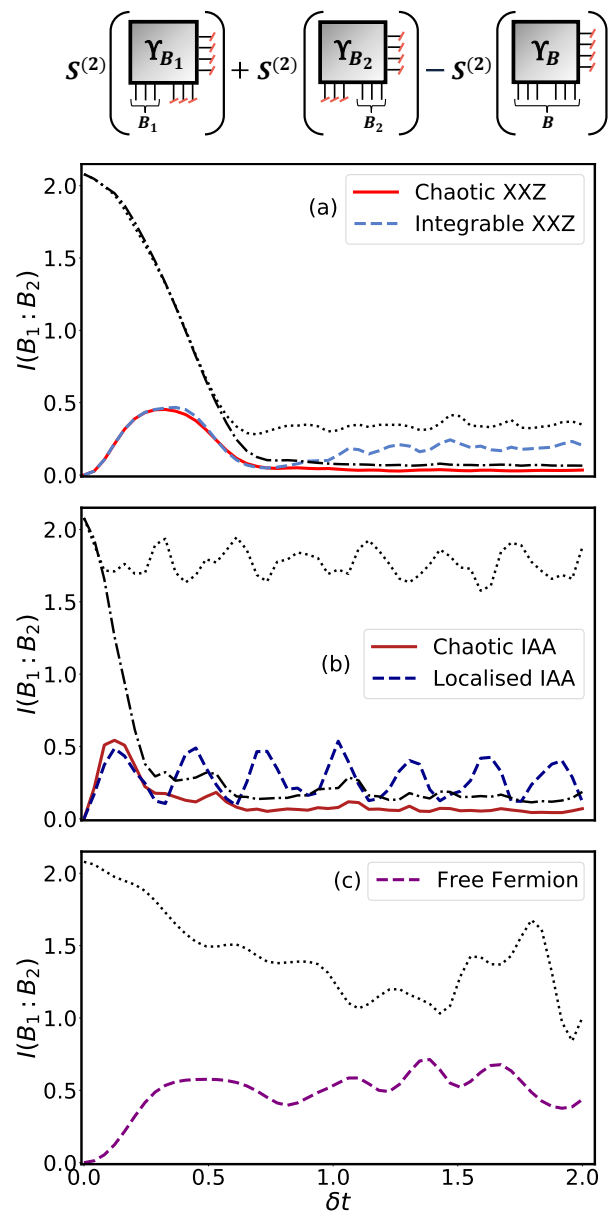 S⁽²⁾ ( Υ_B₁ ) + S⁽²⁾ ( Υ_B₂ ) − S⁽²⁾ ( Υ_B )
B₁ B₂ B
(a) Chaotic XXZ
Integrable XXZ
I(B₁ : B₂)
2.0
1.5
1.0
0.5
0.0
(b) Chaotic IAA
Localised IAA
I(B₁ : B₂)
2.0
1.5
1.0
0.5
0.0
(c) Free Fermion
I(B₁ : B₂)
2.0
1.5
1.0
0.5
0.0
0.0 0.5 1.0 1.5 2.0
δt